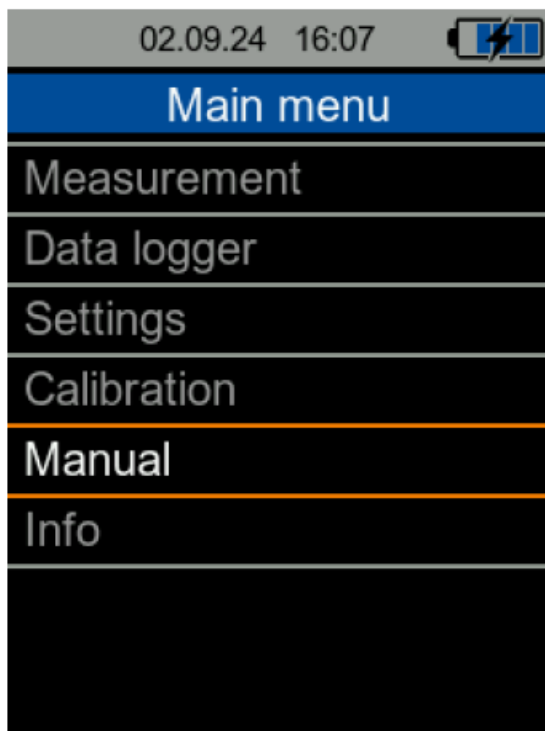 02.09.24 16:07
Main menu
Measurement
Data logger
Settings
Calibration
Manual
Info